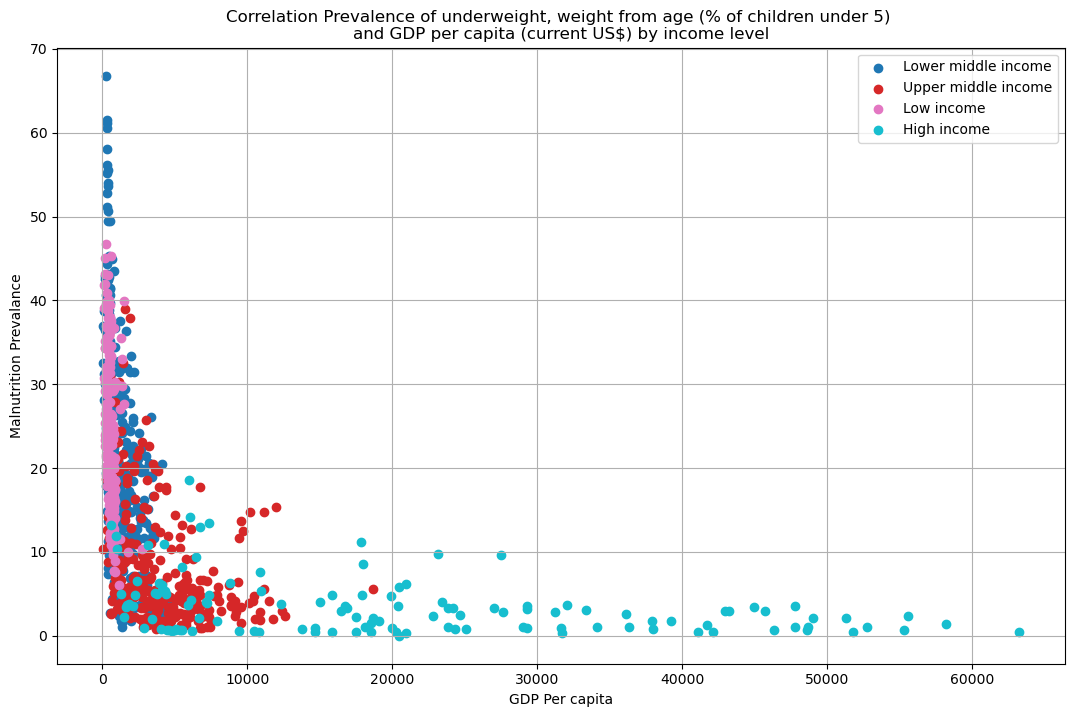 Correlation Prevalence of underweight, weight from age (% of children under 5)
and GDP per capita (current US$) by income level
70
60
50
40
30
20
10
0
Malnutrition Prevalance
Lower middle income
Upper middle income
Low income
High income
0 10000 20000 30000 40000 50000 60000
GDP Per capita